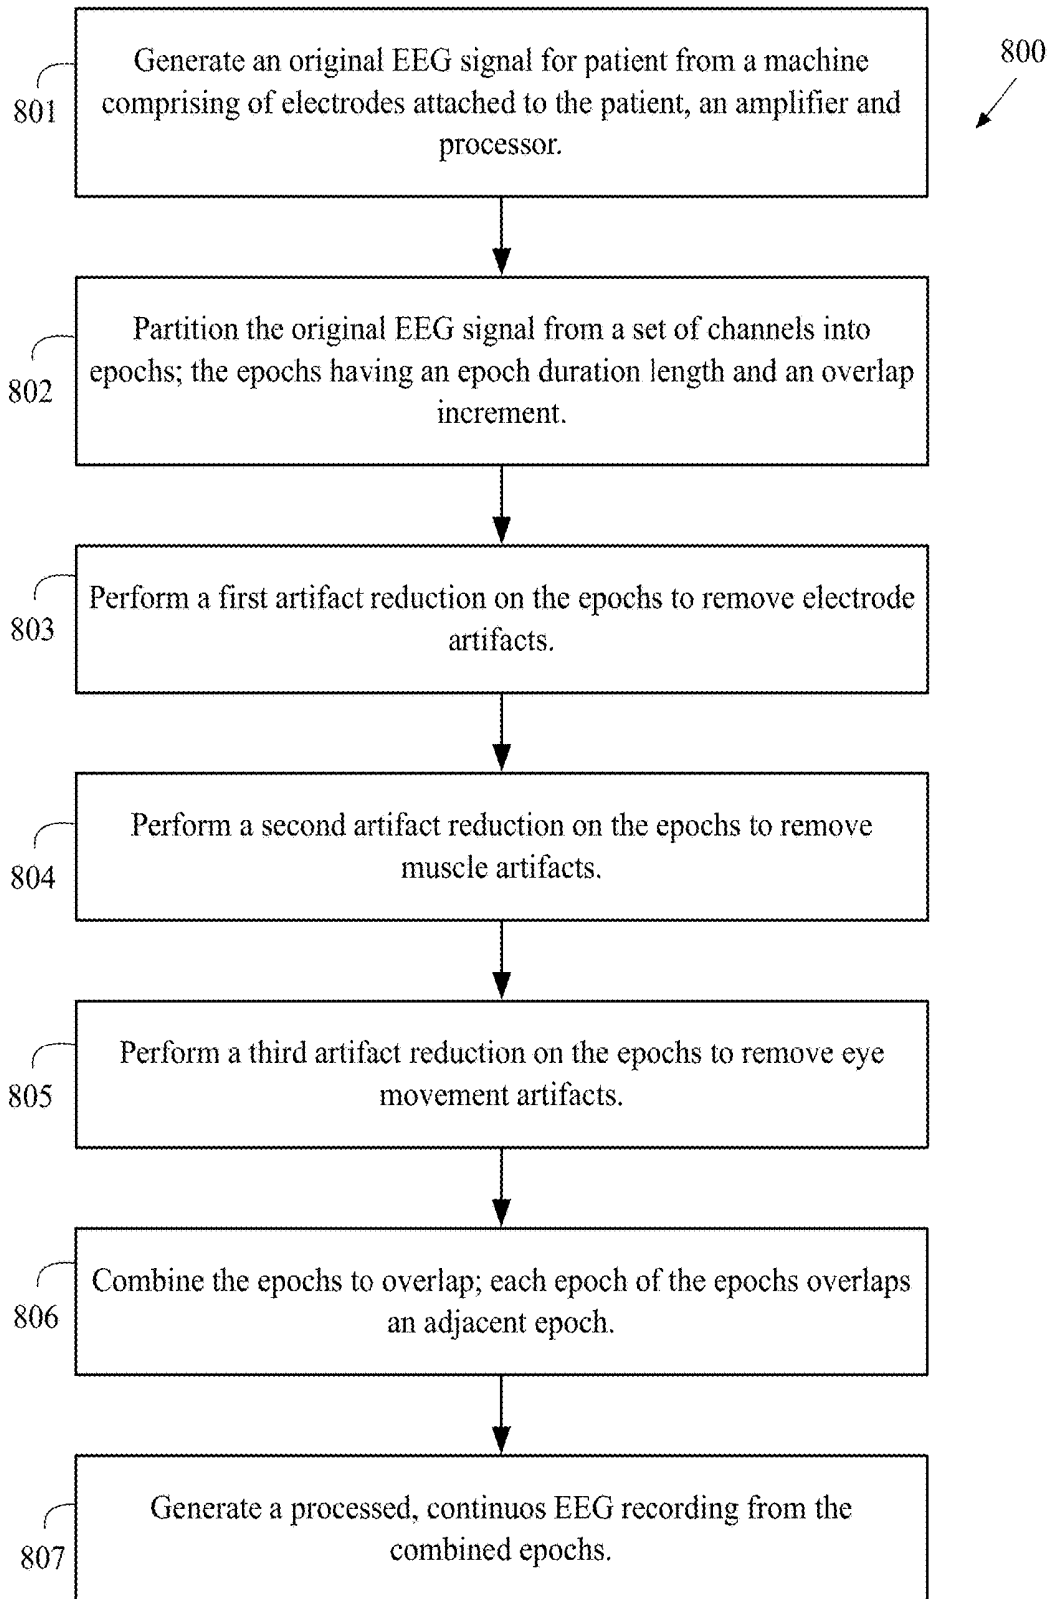 800
801
Generate an original EEG signal for patient from a machine
comprising of electrodes attached to the patient, an amplifier and
processor.
802
Partition the original EEG signal from a set of channels into
epochs; the epochs having an epoch duration length and an overlap
increment.
803
Perform a first artifact reduction on the epochs to remove electrode
artifacts.
804
Perform a second artifact reduction on the epochs to remove
muscle artifacts.
805
Perform a third artifact reduction on the epochs to remove eye
movement artifacts.
806
Combine the epochs to overlap; each epoch of the epochs overlaps
an adjacent epoch.
807
Generate a processed, continuos EEG recording from the
combined epochs.